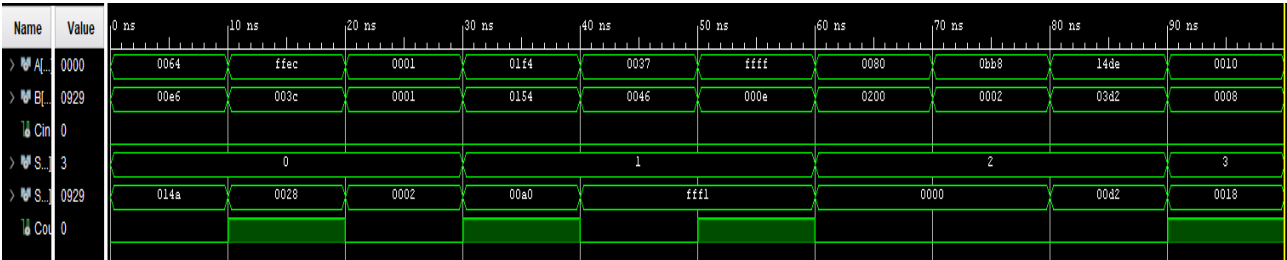 Name Value 0 ns 10 ns 20 ns 30 ns 40 ns 50 ns 60 ns 70 ns 80 ns 90 ns
> A[...] 0000 0064 ffec 0001 01f4 0037 ffff 0080 0bb8 14de 0010
> B[... 0929 00e6 003c 0001 0154 0046 000e 0200 0002 03d2 0008
Cin 0
> S...] 3 0 1 2 3
> S...] 0929 014a 0028 0002 00a0 fff1 0000 00d2 0018
Cou 0